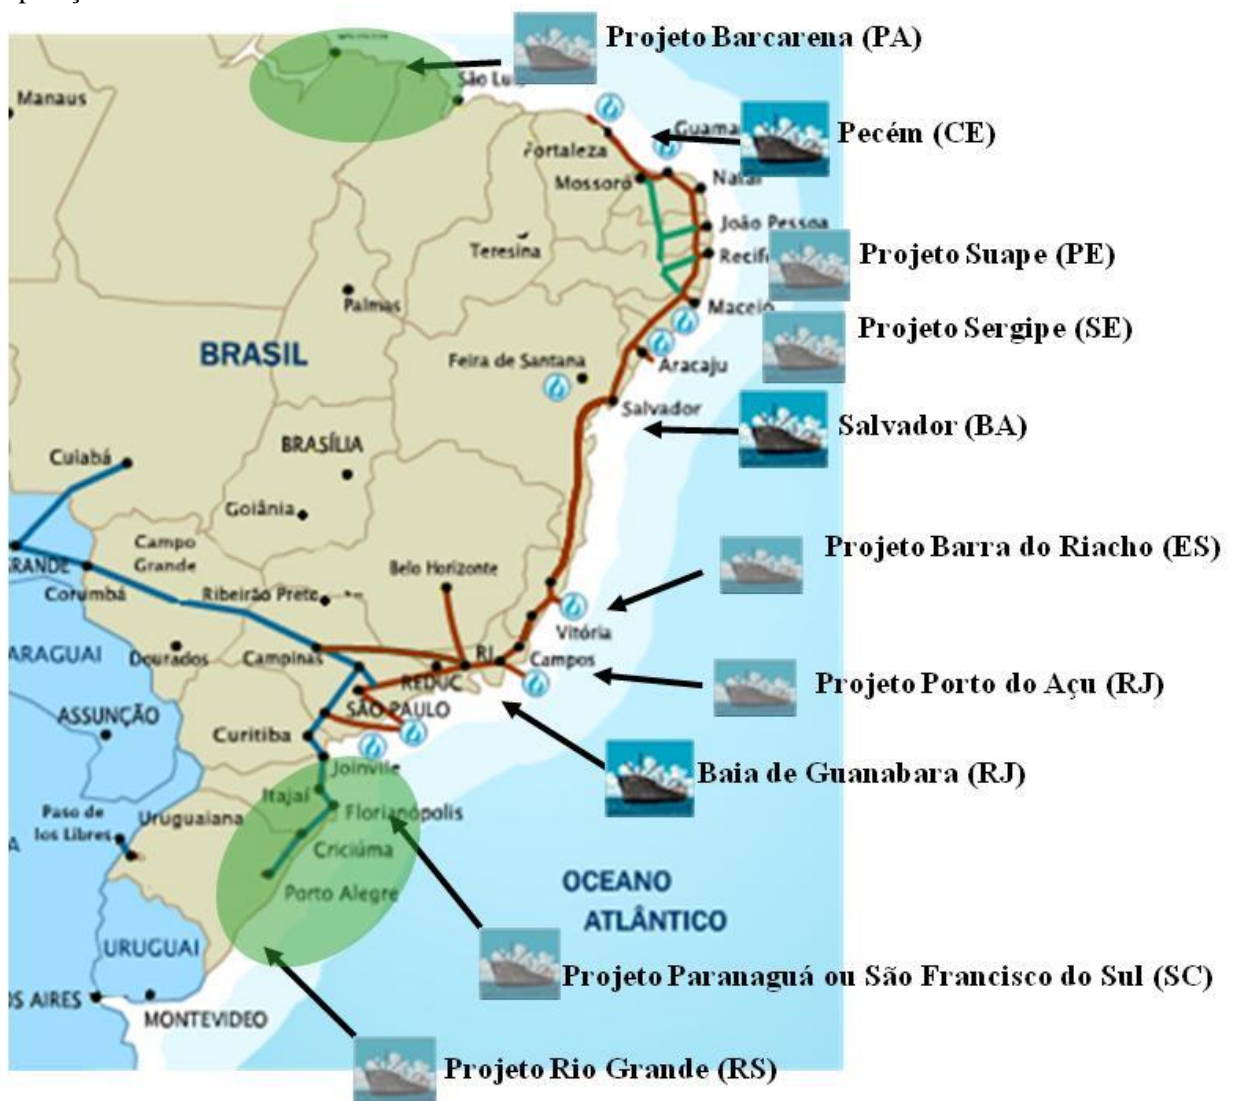 Projeto Barcarena (PA)
Manaus
São Luís
Pecém (CE)
Fortaleza
Mossoró
Natal
João Pessoa
Teresina
Projeto Suape (PE)
Palmas
Maceió
Projeto Sergipe (SE)
BRASIL
Feira de Santana
Aracaju
Salvador
Salvador (BA)
BRASÍLIA
Cuiabá
Goiânia
Campo
Grande
Projeto Barra do Riacho (ES)
Belo Horizonte
Corumbá
Ribeirão Prete
Vitória
Dourados
Campinas
RJ
Campos
REDUC
Projeto Porto do Açu (RJ)
SÃO PAULO
ASSUNÇÃO
Curitiba
Joinvile
Baia de Guanabara (RJ)
Itajaí
Florianópolis
Paso de
los Libres
Uruguaiana
Criciúma
Porto Alegre
OCEANO
ATLÂNTICO
URUGUAI
Projeto Paranaguá ou São Francisco do Sul (SC)
MONTEVIDEO
Projeto Rio Grande (RS)